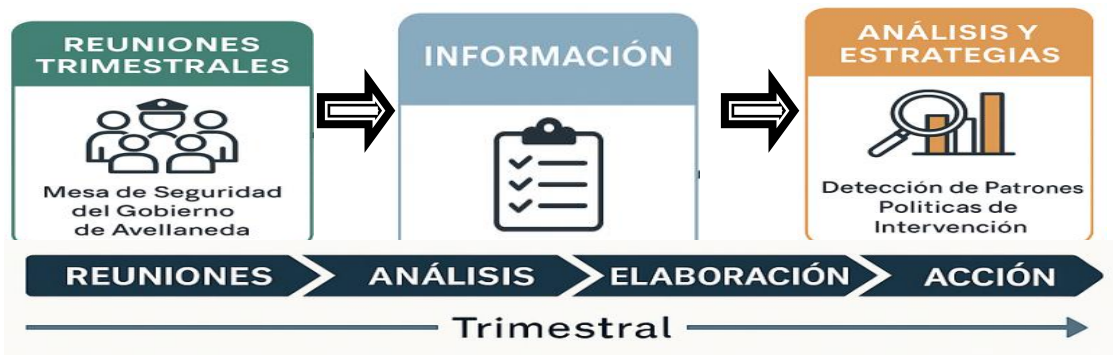 REUNIONES
TRIMESTRALES
Mesa de Seguridad
del Gobierno
de Avellaneda
INFORMACIÓN
ANÁLISIS Y
ESTRATEGIAS
Detección de Patrones
Politicas de
Intervención
REUNIONES
ANÁLISIS
ELABORACIÓN
ACCIÓN
Trimestral